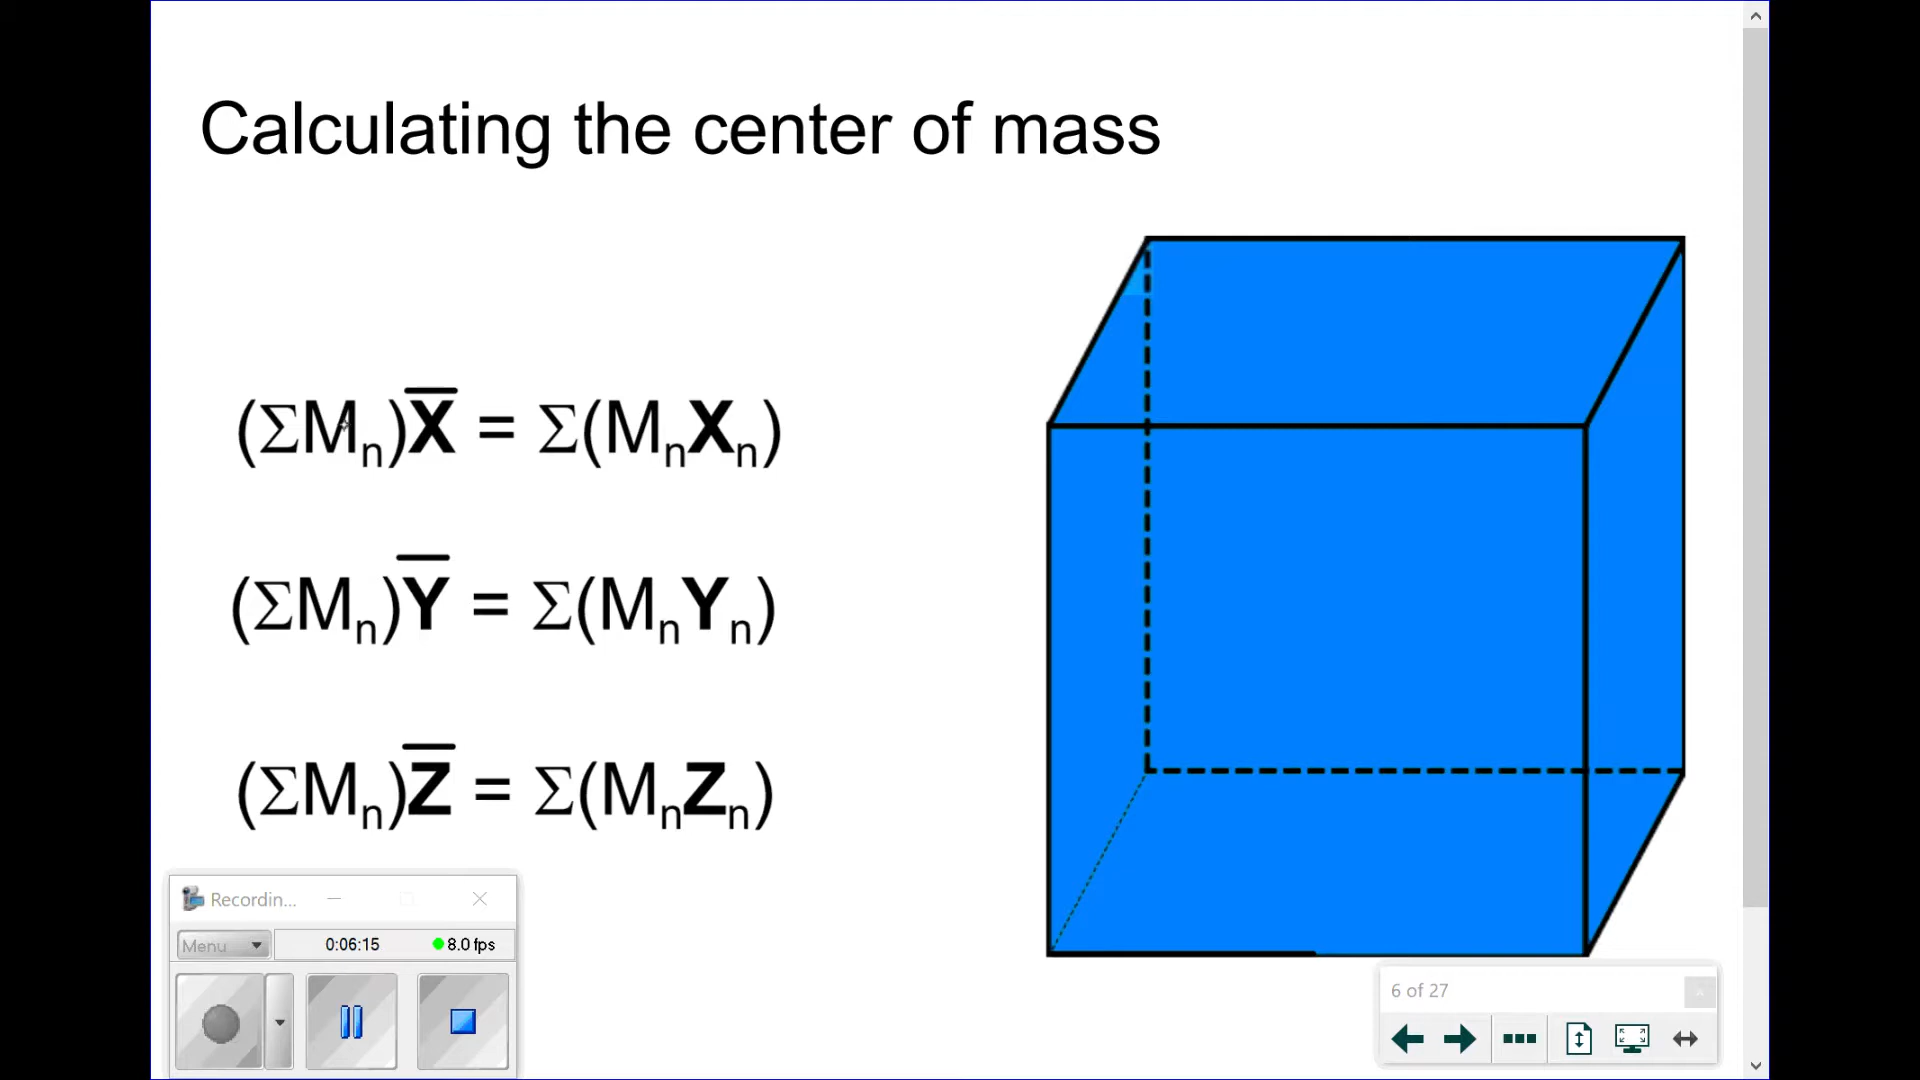 Calculating the center of mass
(ΣMₙ)X̅ = Σ(MₙXₙ)
(ΣMₙ)Y̅ = Σ(MₙYₙ)
(ΣMₙ)Z̅ = Σ(MₙZₙ)
Recordin...
Menu
0:06:15
8.0 fps
6 of 27